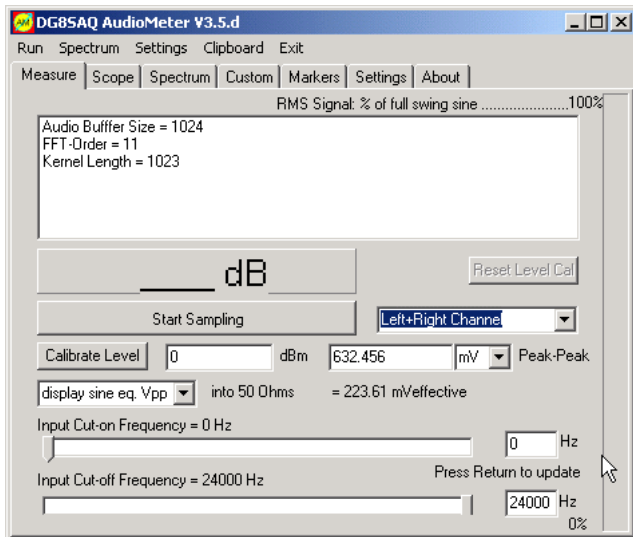 DG8SAQ AudioMeter V3.5.d
Run Spectrum Settings Clipboard Exit
Measure Scope Spectrum Custom Markers Settings About
RMS Signal: % of full swing sine .....................100%
Audio Bufffer Size = 1024
FFT-Order = 11
Kernel Length = 1023
____ dB
Reset Level Cal
Start Sampling Left+Right Channel
Calibrate Level 0 dBm 632.456 mV Peak-Peak
display sine eq. Vpp into 50 Ohms = 223.61 mVeffective
Input Cut-on Frequency = 0 Hz
0 Hz
Press Return to update
Input Cut-off Frequency = 24000 Hz
24000 Hz
0%